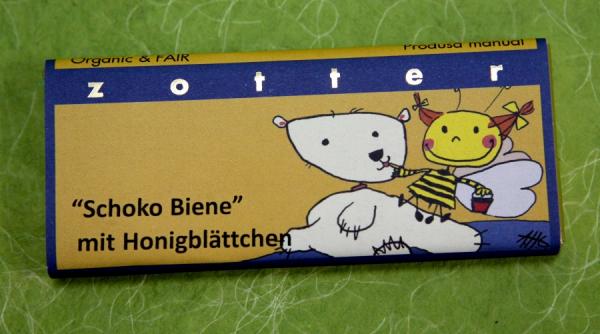 Organic & FAIR Produsa manual
zotter
"Schoko Biene"
mit Honigblättchen